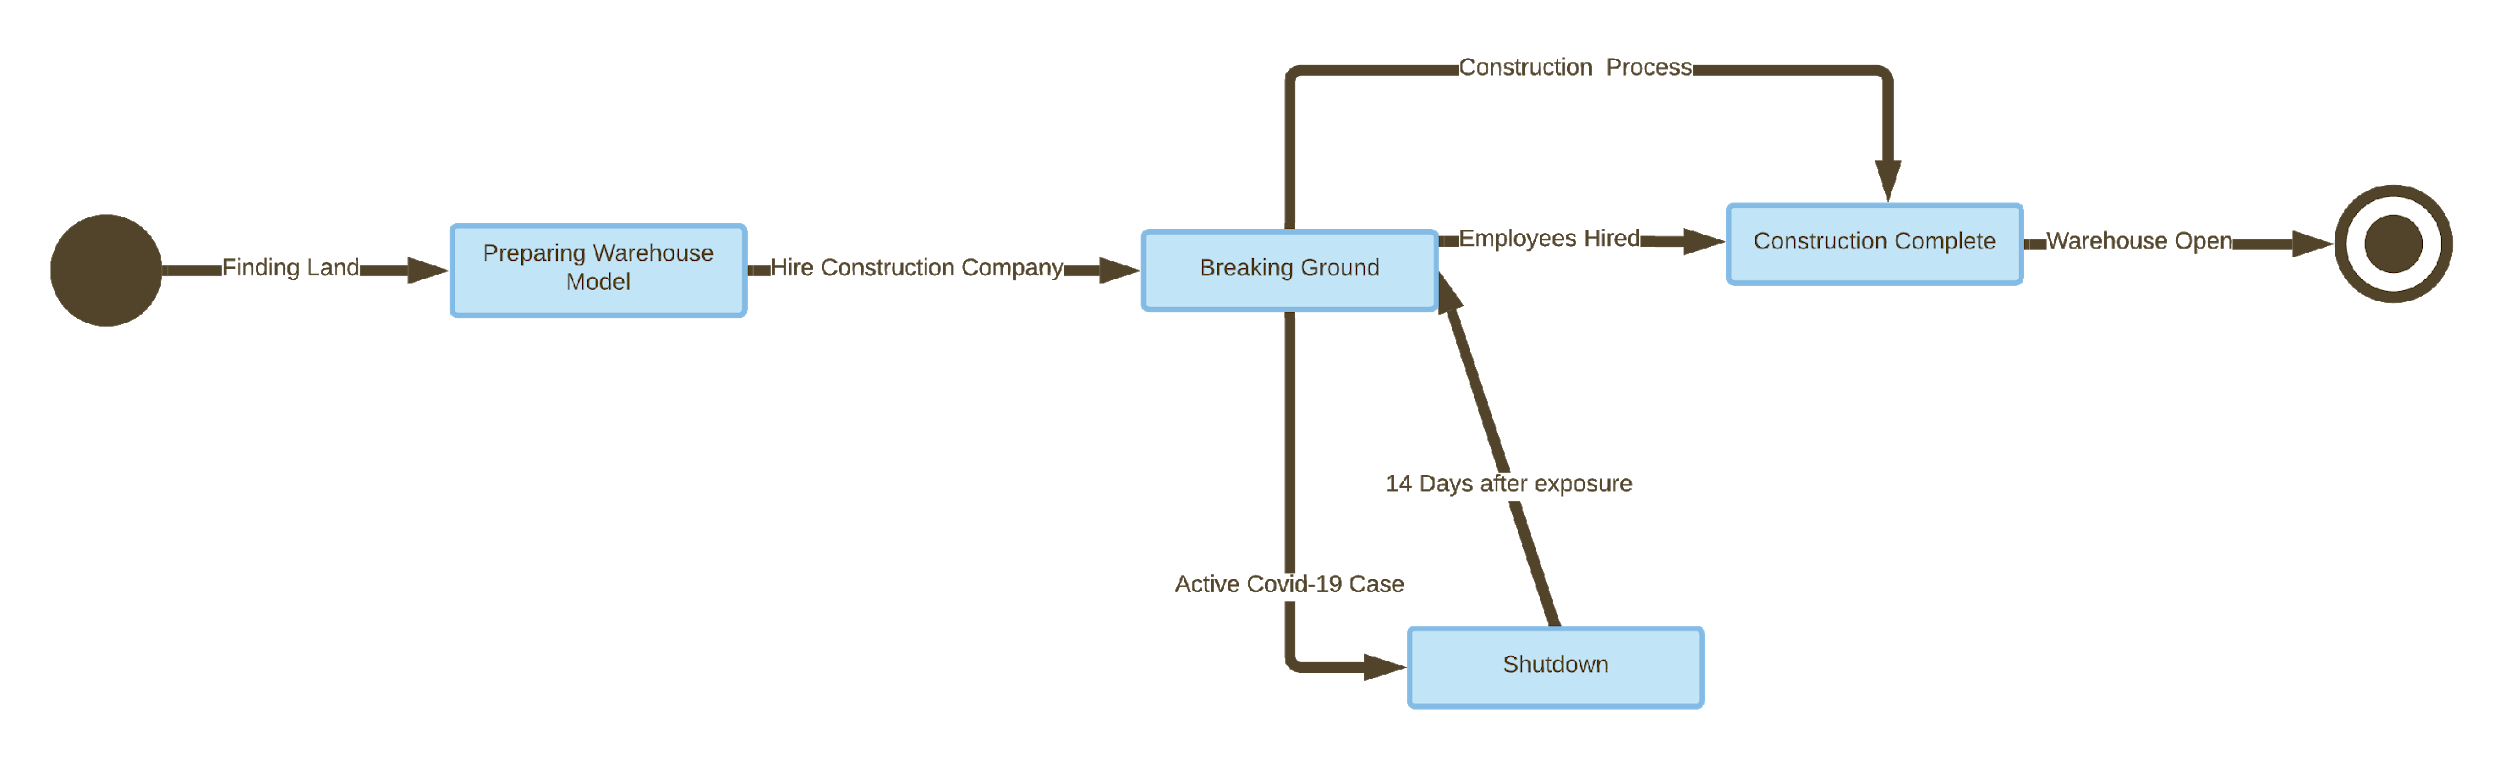 Construction  Process
Finding Land
Preparing Warehouse
Model
Hire Construction Company
Breaking Ground
Employees Hired
Construction Complete
Warehouse Open
14 Days after exposure
Active Covid-19 Case
Shutdown